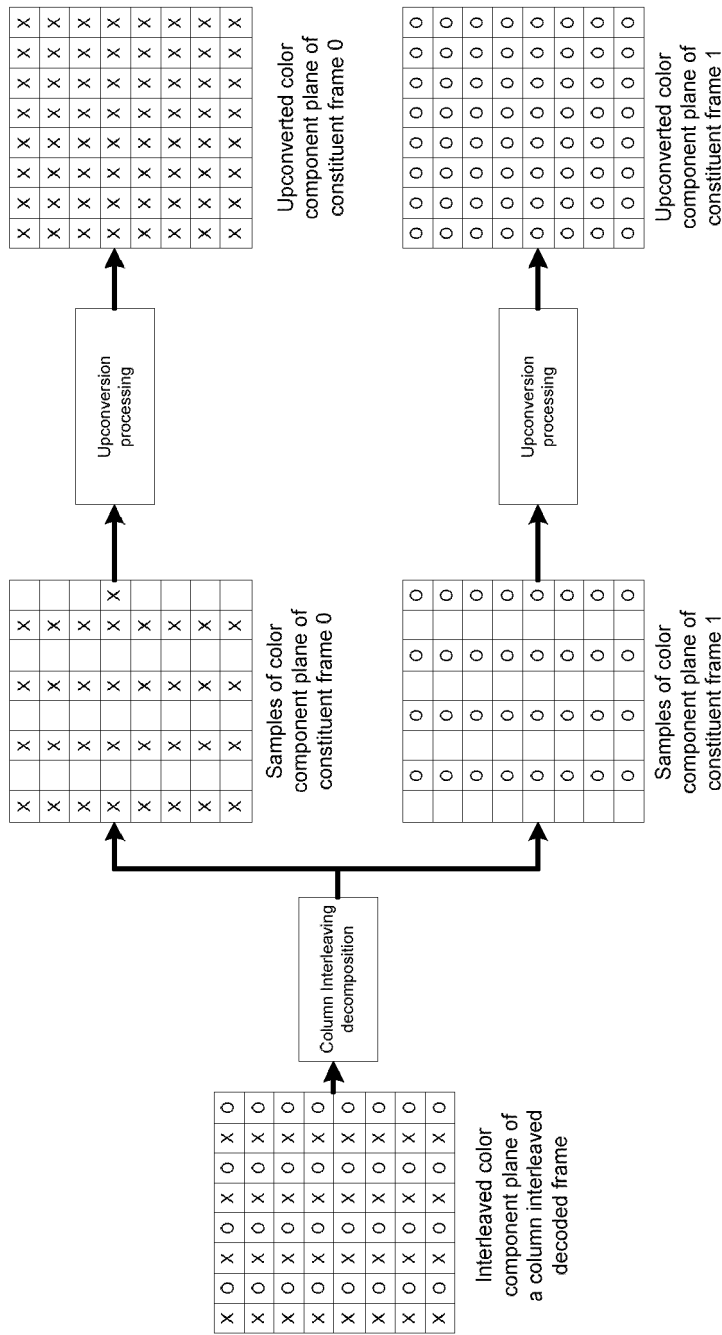 X O X O X O X O
X O X O X O X O
X O X O X O X O
X O X O X O X O
X O X O X O X O
X O X O X O X O
X O X O X O X O
X O X O X O X O
Interleaved color
component plane of
a column interleaved
decoded frame
Column Interleaving
decomposition
X X X X
X X X X
X X X X
X X X X X
X X X X
X X X X
X X X X
X X X X
Samples of color
component plane of
constituent frame 0
Upconversion
processing
X X X X X X X X
X X X X X X X X
X X X X X X X X
X X X X X X X X
X X X X X X X X
X X X X X X X X
X X X X X X X X
X X X X X X X X
Upconverted color
component plane of
constituent frame 0
O O O O
O O O O
O O O O
O O O O
O O O O
O O O O
O O O O
O O O O
Samples of color
component plane of
constituent frame 1
Upconversion
processing
O O O O O O O O
O O O O O O O O
O O O O O O O O
O O O O O O O O
O O O O O O O O
O O O O O O O O
O O O O O O O O
O O O O O O O O
Upconverted color
component plane of
constituent frame 1